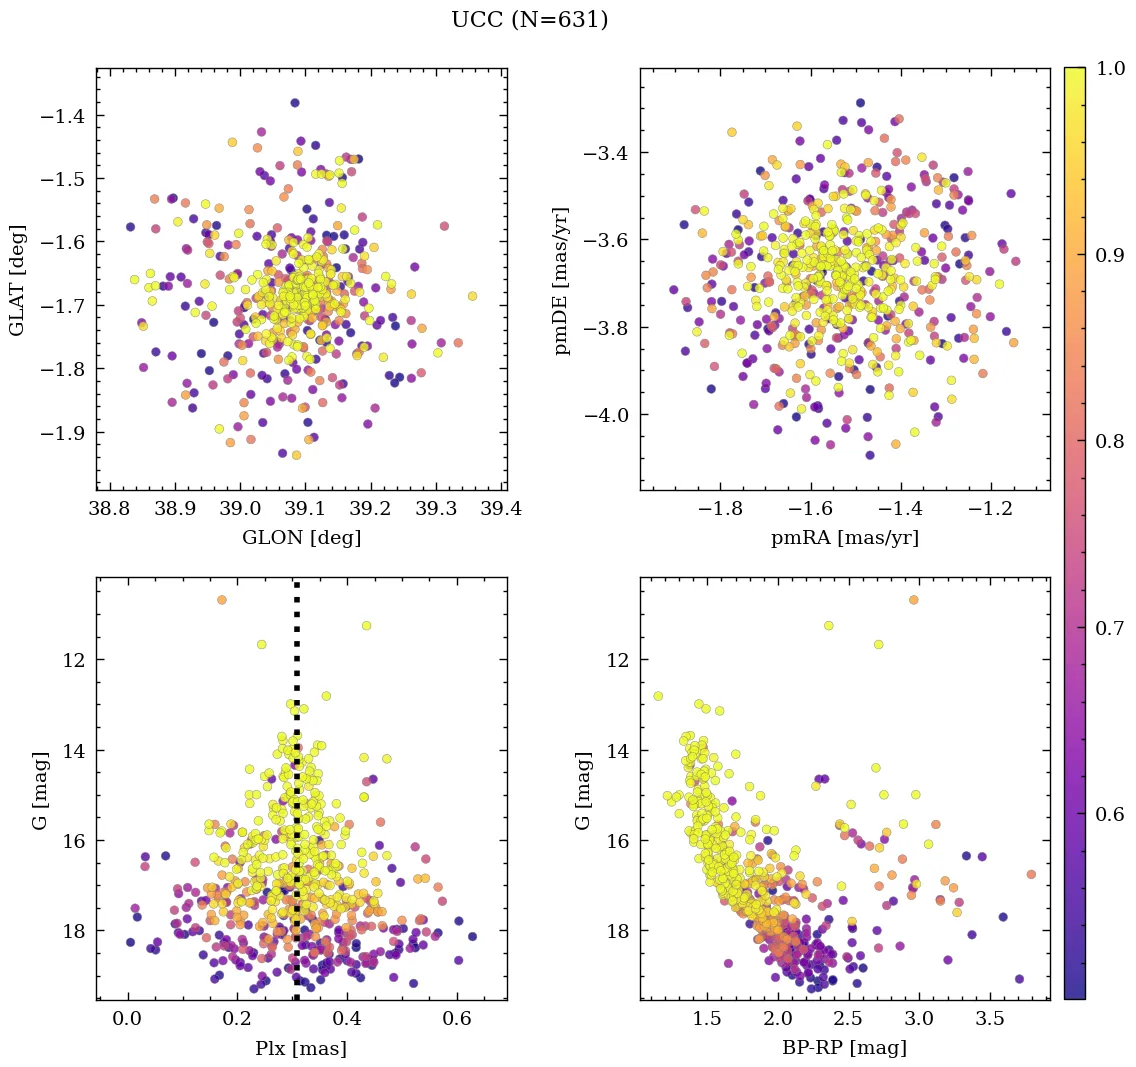 UCC (N=631)
−1.4
−1.5
−1.6
−1.7
−1.8
−1.9
GLAT [deg]
38.8 38.9 39.0 39.1 39.2 39.3 39.4
GLON [deg]
−3.4
−3.6
−3.8
−4.0
pmDE [mas/yr]
−1.8 −1.6 −1.4 −1.2
pmRA [mas/yr]
12
14
16
18
G [mag]
0.0 0.2 0.4 0.6
Plx [mas]
12
14
16
18
G [mag]
1.5 2.0 2.5 3.0 3.5
BP-RP [mag]
1.0
0.9
0.8
0.7
0.6